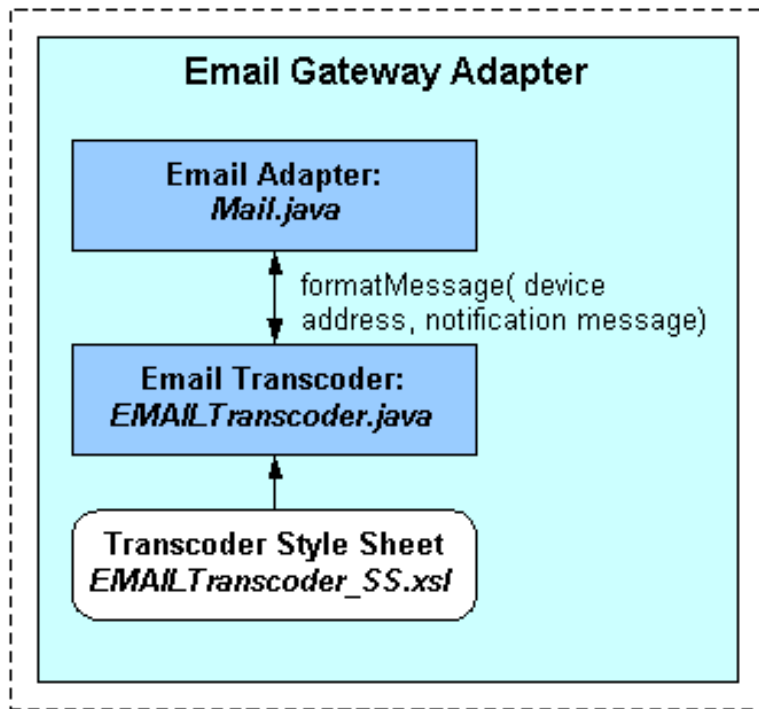 Email Gateway Adapter
Email Adapter:
Mail.java
formatMessage( device
address, notification message)
Email Transcoder:
EMAILTranscoder.java
Transcoder Style Sheet
EMAILTranscoder_SS.xsl